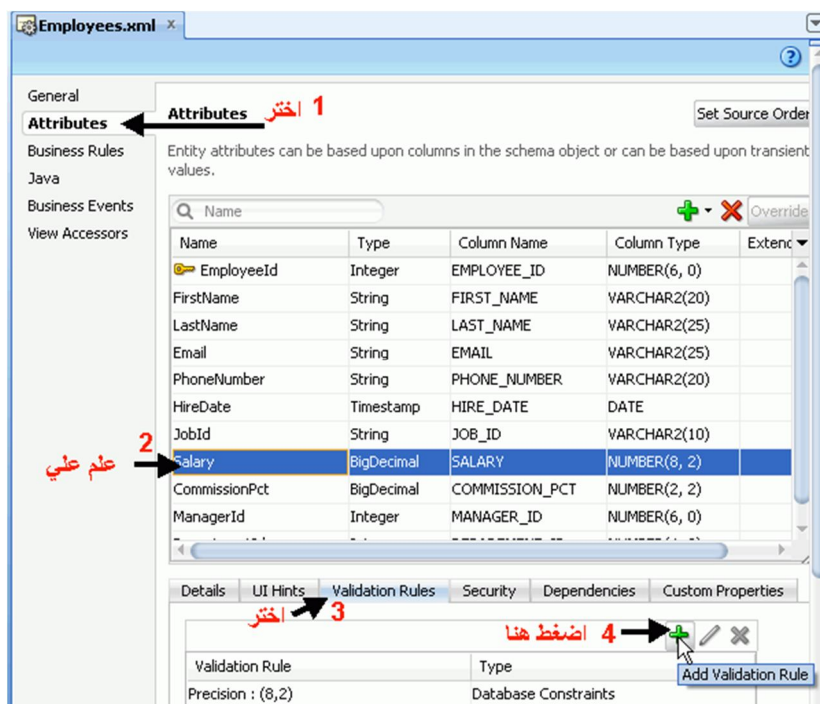 Employees.xml
General
Attributes
Business Rules
Java
Business Events
View Accessors
Attributes
1 اختر
Set Source Order
Entity attributes can be based upon columns in the schema object or can be based upon transient
values.
Name
Override
Name Type Column Name Column Type Extend
EmployeeId Integer EMPLOYEE_ID NUMBER(6, 0)
FirstName String FIRST_NAME VARCHAR2(20)
LastName String LAST_NAME VARCHAR2(25)
Email String EMAIL VARCHAR2(25)
PhoneNumber String PHONE_NUMBER VARCHAR2(20)
HireDate Timestamp HIRE_DATE DATE
JobId String JOB_ID VARCHAR2(10)
2
علم علي
Salary BigDecimal SALARY NUMBER(8, 2)
CommissionPct BigDecimal COMMISSION_PCT NUMBER(2, 2)
ManagerId Integer MANAGER_ID NUMBER(6, 0)
Details UI Hints Validation Rules Security Dependencies Custom Properties
3 اختر
4 اضغط هنا
Validation Rule Type
Add Validation Rule
Precision : (8,2) Database Constraints